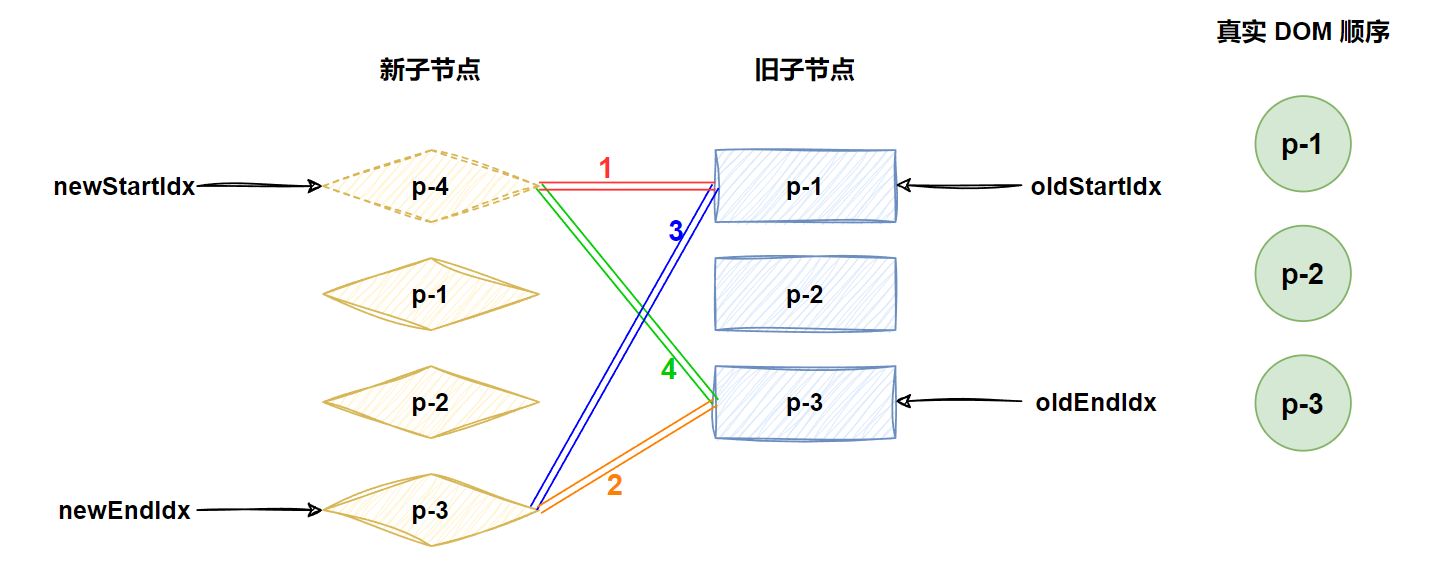 真实 DOM 顺序
新子节点
旧子节点
newStartIdx
p-4
1
p-1
oldStartIdx
p-1
3
p-1
p-2
p-2
4
p-2
p-3
oldEndIdx
p-3
2
newEndIdx
p-3